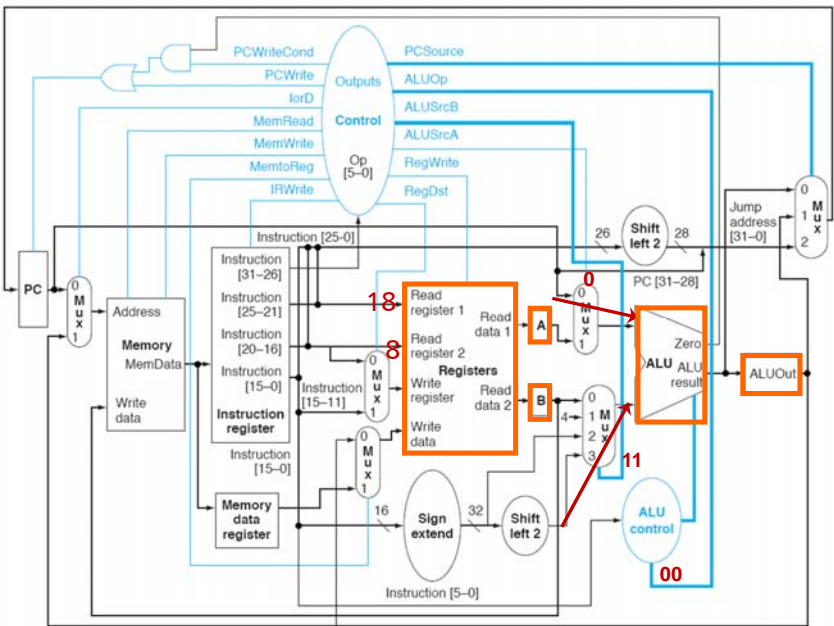 PCWriteCond
PCWrite
IorD
MemRead
MemWrite
MemtoReg
IRWrite
Outputs
Control
Op
[5–0]
PCSource
ALUOp
ALUSrcB
ALUSrcA
RegWrite
RegDst
Instruction [25-0]
26
Shift
left 2
28
Jump
address
[31-0]
0
1
2
M
u
x
PC [31–28]
PC
0
M
u
x
1
Address
Memory
MemData
Write
data
Instruction
[31–26]
Instruction
[25–21]
Instruction
[20–16]
Instruction
[15–0]
Instruction
register
Instruction
[15–0]
Memory
data
register
Instruction
[15–11]
18
8
0
M
u
x
1
0
M
u
x
1
Read
register 1
Read
register 2
Registers
Write
register
Write
data
Read
data 1
Read
data 2
A
B
0
0
M
u
x
1
4
0
1
M
u
x
2
3
11
Zero
ALU
ALU
result
ALUOut
16
Sign
extend
32
Shift
left 2
ALU
control
00
Instruction [5–0]